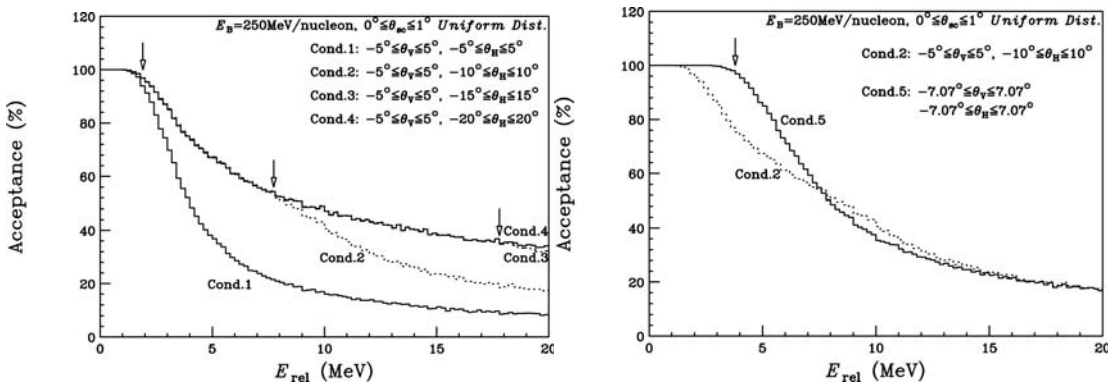 E_B=250MeV/nucleon, 0°≦θ_sc≦1° Uniform Dist.
Cond.1: −5°≦θ_V≦5°, −5°≦θ_H≦5°
Cond.2: −5°≦θ_V≦5°, −10°≦θ_H≦10°
Cond.3: −5°≦θ_V≦5°, −15°≦θ_H≦15°
Cond.4: −5°≦θ_V≦5°, −20°≦θ_H≦20°
Acceptance (%)
100
80
60
40
20
0
Cond.4
Cond.3
Cond.2
Cond.1
0 5 10 15 20
E_rel (MeV)
E_B=250MeV/nucleon, 0°≦θ_sc≦1° Uniform Dist.
Cond.2: −5°≦θ_V≦5°, −10°≦θ_H≦10°
Cond.5: −7.07°≦θ_V≦7.07°
−7.07°≦θ_H≦7.07°
Acceptance (%)
100
80
60
40
20
0
Cond.5
Cond.2
0 5 10 15 20
E_rel (MeV)